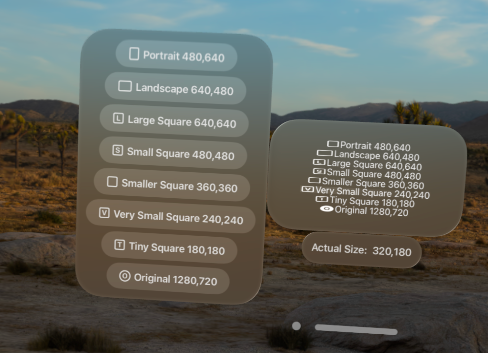 Portrait 480,640
Landscape 640,480
L Large Square 640,640
S Small Square 480,480
Smaller Square 360,360
V Very Small Square 240,240
T Tiny Square 180,180
O Original 1280,720
Portrait 480,640
Landscape 640,480
Large Square 640,640
Small Square 480,480
Smaller Square 360,360
Very Small Square 240,240
Tiny Square 180,180
Original 1280,720
Actual Size: 320,180